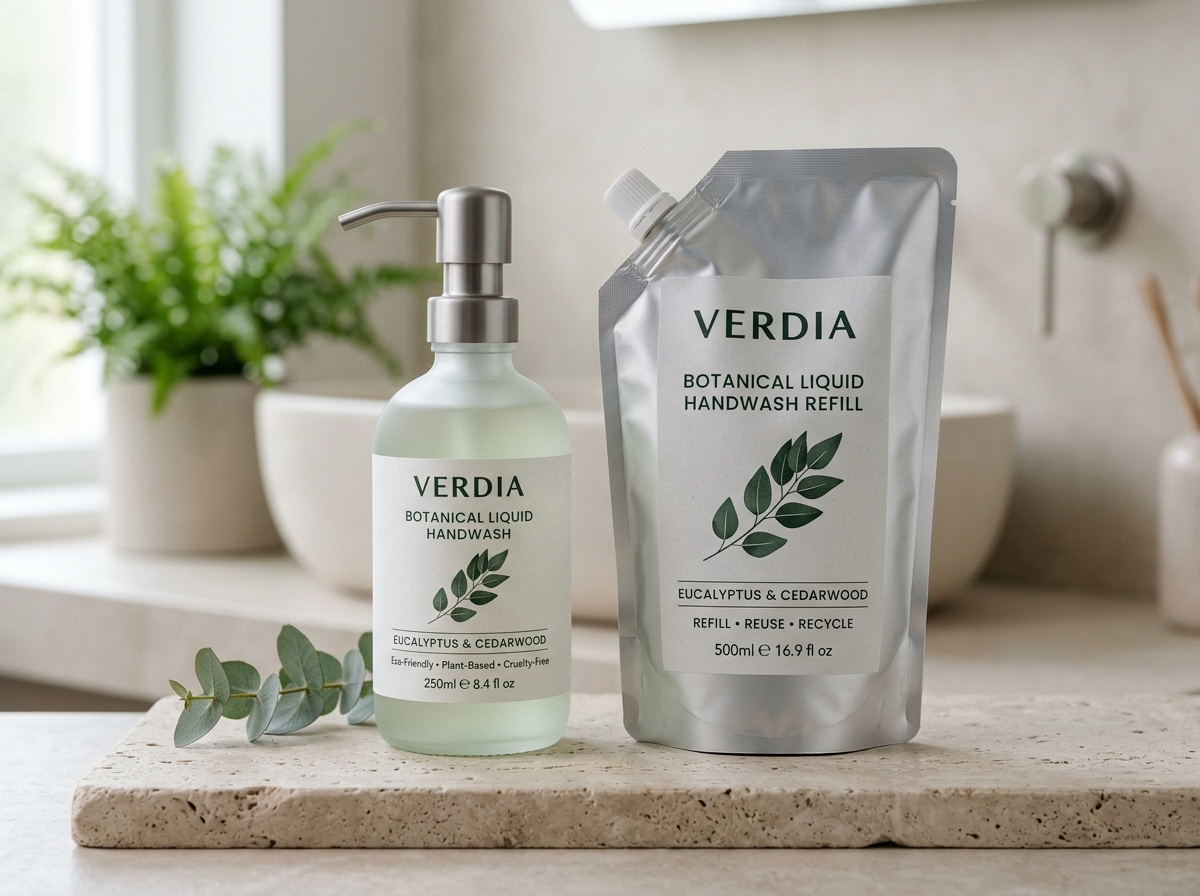 VERDIA
BOTANICAL LIQUID
HANDWASH
EUCALYPTUS & CEDARWOOD
Eco-Friendly • Plant-Based • Cruelty-Free
250ml ℮ 8.4 fl oz
VERDIA
BOTANICAL LIQUID
HANDWASH REFILL
EUCALYPTUS & CEDARWOOD
REFILL • REUSE • RECYCLE
500ml ℮ 16.9 fl oz